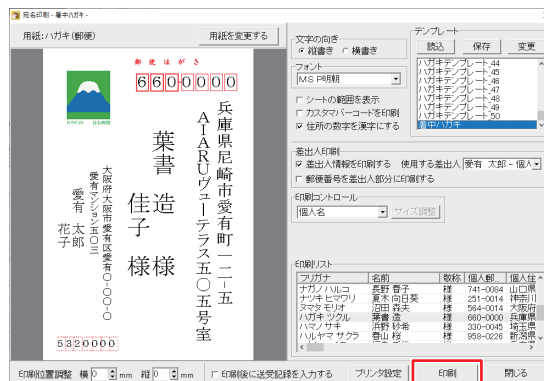 宛名印刷 - 暑中ハガキ -
用紙:ハガキ(郵便)
用紙を変更する
郵便はがき
6600000
兵庫県尼崎市愛有町一二-五
AIARUヴューテラス五〇五号室
葉書 造 様
佳子 様
大阪府大阪市愛有区愛有〇-〇-〇
愛有マンション五〇三
愛有 太郎
花子
5320000
NIPPON 日本郵便
文字の向き
縦書き
横書き
フォント
MS P明朝
シートの範囲を表示
カスタマバーコードを印刷
住所の数字を漢字にする
テンプレート
読込
保存
変更
ハガキテンプレート_44
ハガキテンプレート_45
ハガキテンプレート_46
ハガキテンプレート_47
ハガキテンプレート_48
ハガキテンプレート_49
ハガキテンプレート_50
暑中ハガキ
差出人印刷
差出人情報を印刷する 使用する差出人 愛有 太郎 - 個人
郵便番号を差出人部分に印刷する
印刷コントロール
個人名
サイズ調整
印刷リスト
フリガナ 名前 敬称 個人郵.. 個人住
ナガノ ハルコ 長野 春子 様 741-0084 山口県
ナツキ ヒマワリ 夏木 向日葵 様 251-0014 神奈川
ヌマタ モリオ 沼田 森夫 様 564-0014 大阪府
ハガキ ツクル 葉書 造 様 660-0000 兵庫県
ハマノ サキ 浜野 砂希 様 330-0045 埼玉県
ハルヤマ サクラ 春山 桜 様 958-0226 新潟県
印刷位置調整 横 0 mm 縦 0 mm
印刷後に送受記録を入力する
プリンタ設定
印刷
閉じる